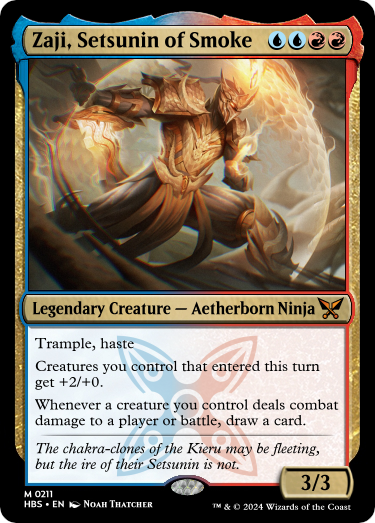 Zaji, Setsunin of Smoke
Legendary Creature — Aetherborn Ninja
Trample, haste
Creatures you control that entered this turn
get +2/+0.
Whenever a creature you control deals combat
damage to a player or battle, draw a card.
The chakra-clones of the Kieru may be fleeting,
but the ire of their Setsunin is not.
3/3
M 0211
HBS • EN Noah Thatcher
™ & © 2024 Wizards of the Coast